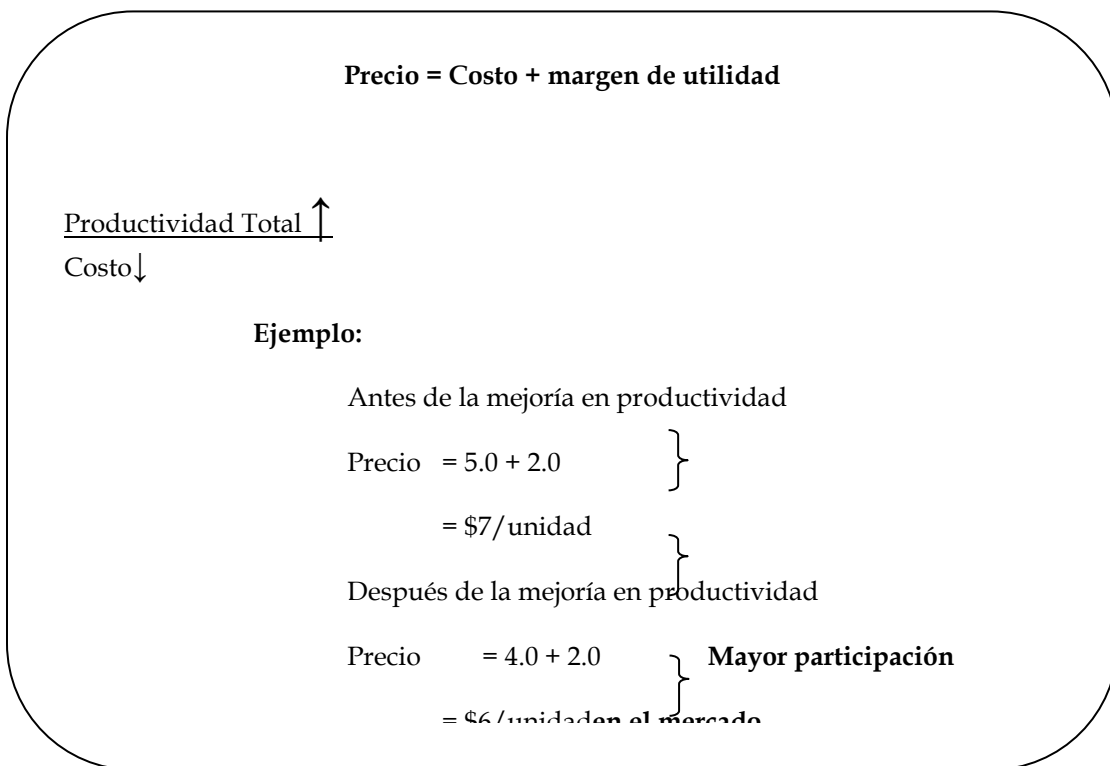 Precio = Costo + margen de utilidad
Productividad Total ↑
Costo↓
Ejemplo:
Antes de la mejoría en productividad
Precio = 5.0 + 2.0
= $7/unidad
Después de la mejoría en productividad
Precio = 4.0 + 2.0 Mayor participación
= $6/unidaden el mercado